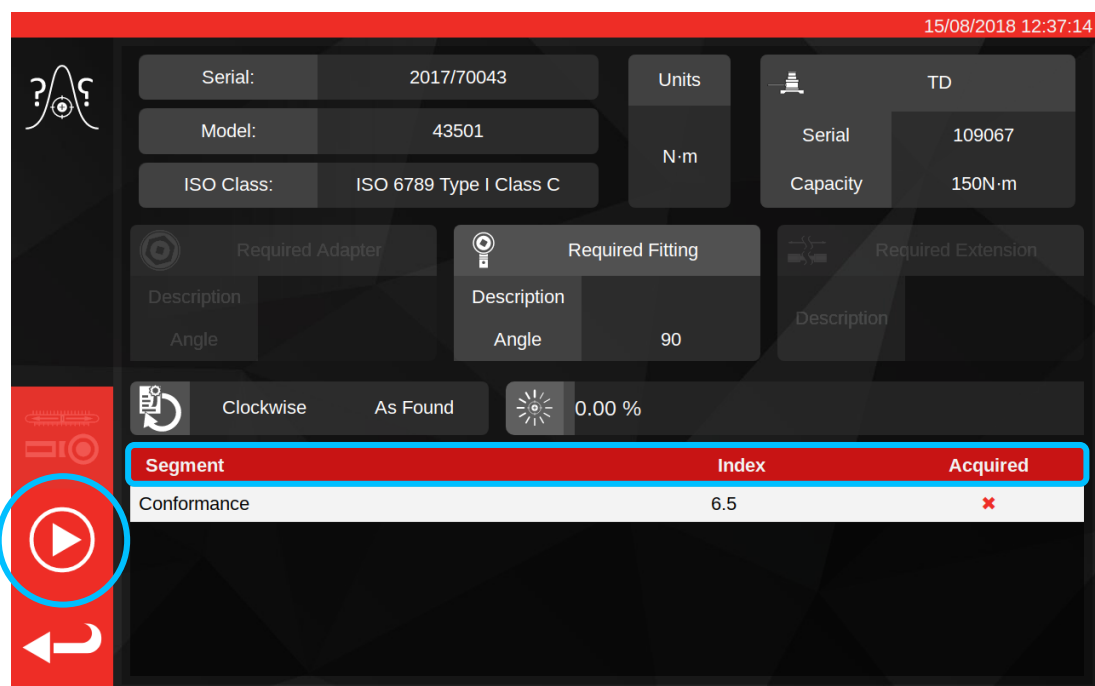 15/08/2018 12:37:14
Serial: 2017/70043
Model: 43501
ISO Class: ISO 6789 Type I Class C
Units
N·m
TD
Serial 109067
Capacity 150N·m
Required Adapter
Description
Angle
Required Fitting
Description
Angle 90
Required Extension
Description
Clockwise As Found
0.00 %
Segment Index Acquired
Conformance 6.5 ✖